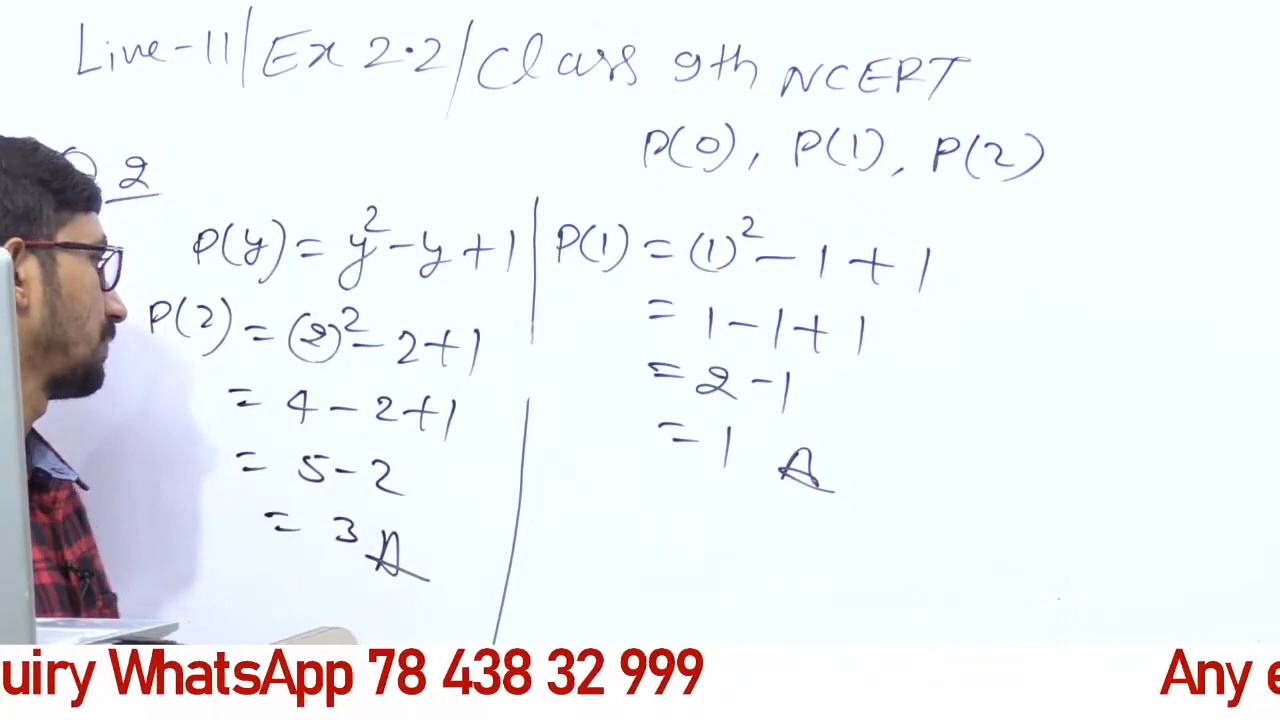 Live-11/Ex 2.2/Class 9th NCERT
P(0), P(1), P(2)
Q 2
P(y) = y² - y + 1
P(2) = (2)² - 2 + 1
= 4 - 2 + 1
= 5 - 2
= 3 A
P(1) = (1)² - 1 + 1
= 1 - 1 + 1
= 2 - 1
= 1 A
uiry WhatsApp 78 438 32 999 Any e